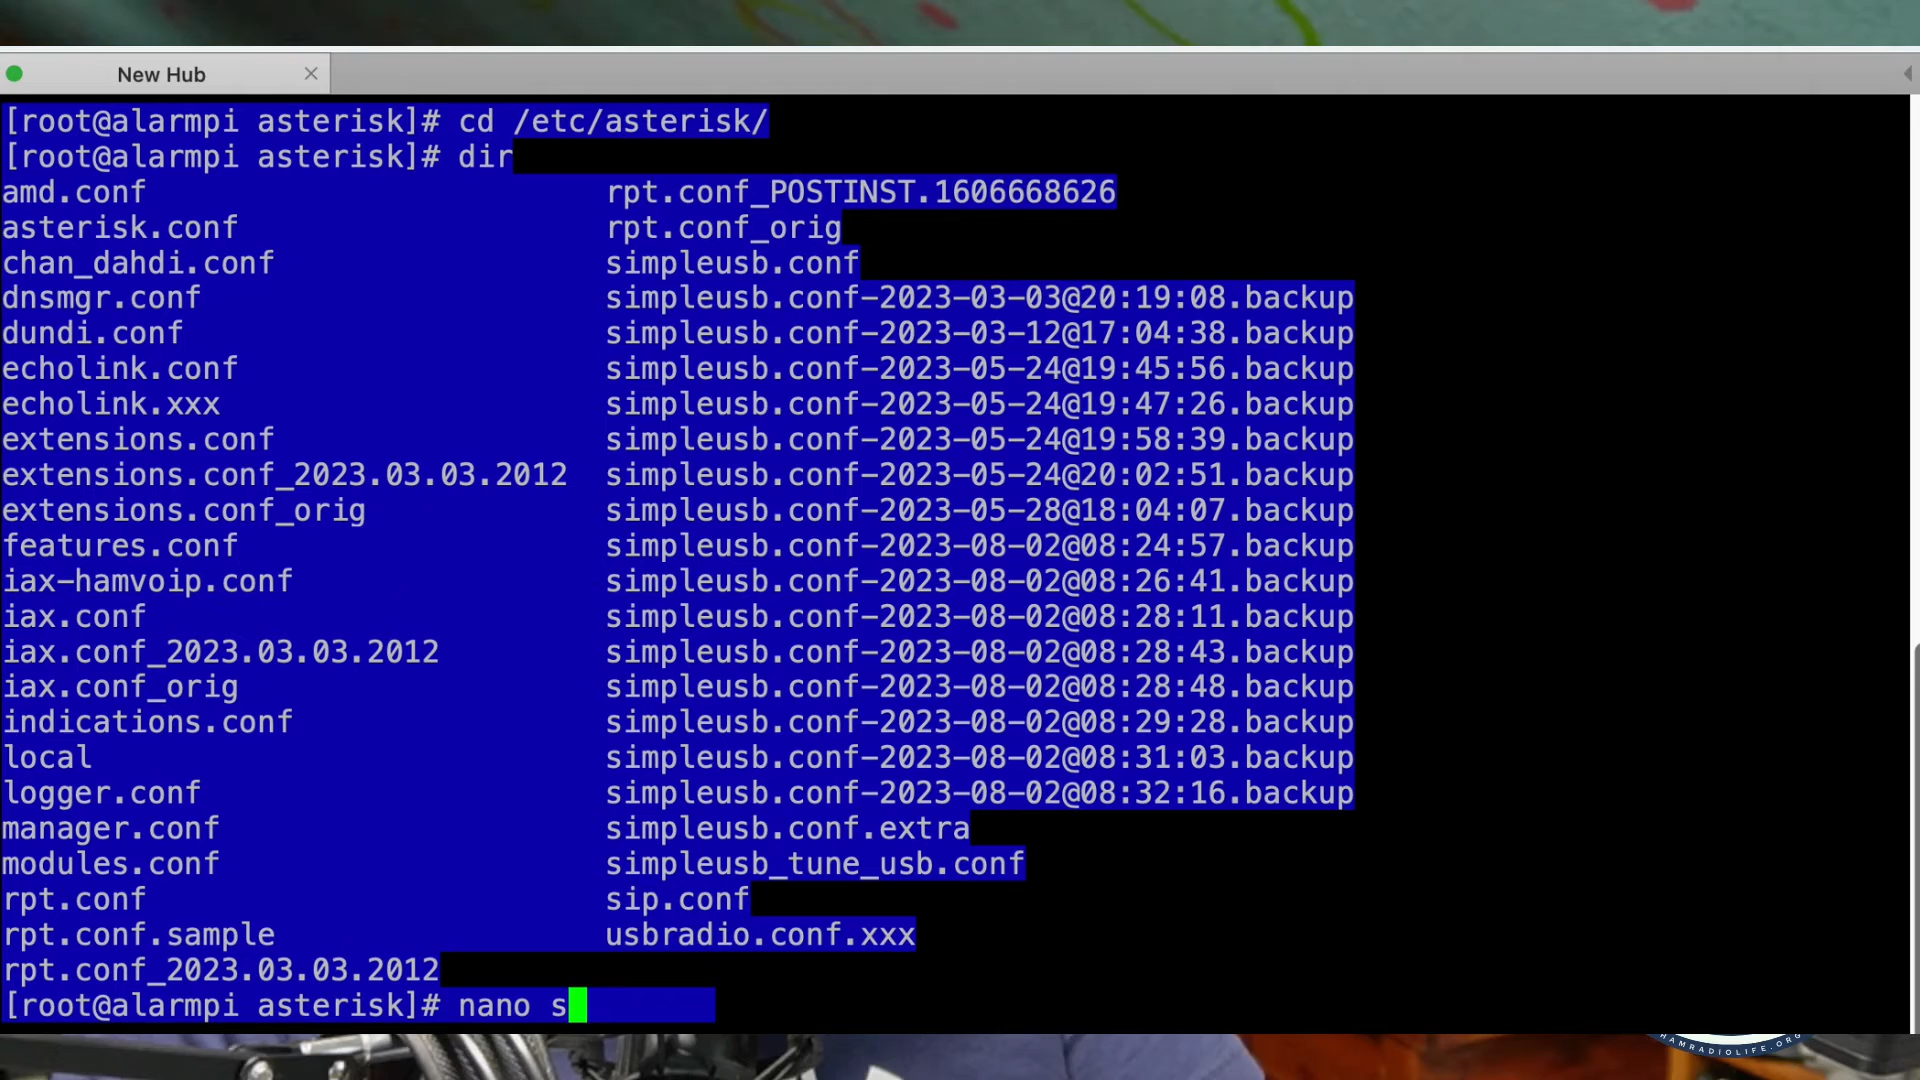 New Hub
[root@alarmpi asterisk]# cd /etc/asterisk/
[root@alarmpi asterisk]# dir
amd.conf rpt.conf_POSTINST.1606668626
asterisk.conf rpt.conf_orig
chan_dahdi.conf simpleusb.conf
dnsmgr.conf simpleusb.conf-2023-03-03@20:19:08.backup
dundi.conf simpleusb.conf-2023-03-12@17:04:38.backup
echolink.conf simpleusb.conf-2023-05-24@19:45:56.backup
echolink.xxx simpleusb.conf-2023-05-24@19:47:26.backup
extensions.conf simpleusb.conf-2023-05-24@19:58:39.backup
extensions.conf_2023.03.03.2012 simpleusb.conf-2023-05-24@20:02:51.backup
extensions.conf_orig simpleusb.conf-2023-05-28@18:04:07.backup
features.conf simpleusb.conf-2023-08-02@08:24:57.backup
iax-hamvoip.conf simpleusb.conf-2023-08-02@08:26:41.backup
iax.conf simpleusb.conf-2023-08-02@08:28:11.backup
iax.conf_2023.03.03.2012 simpleusb.conf-2023-08-02@08:28:43.backup
iax.conf_orig simpleusb.conf-2023-08-02@08:28:48.backup
indications.conf simpleusb.conf-2023-08-02@08:29:28.backup
local simpleusb.conf-2023-08-02@08:31:03.backup
logger.conf simpleusb.conf-2023-08-02@08:32:16.backup
manager.conf simpleusb.conf.extra
modules.conf simpleusb_tune_usb.conf
rpt.conf sip.conf
rpt.conf.sample usbradio.conf.xxx
rpt.conf_2023.03.03.2012
[root@alarmpi asterisk]# nano s
HAMRADIOLIFE.ORG